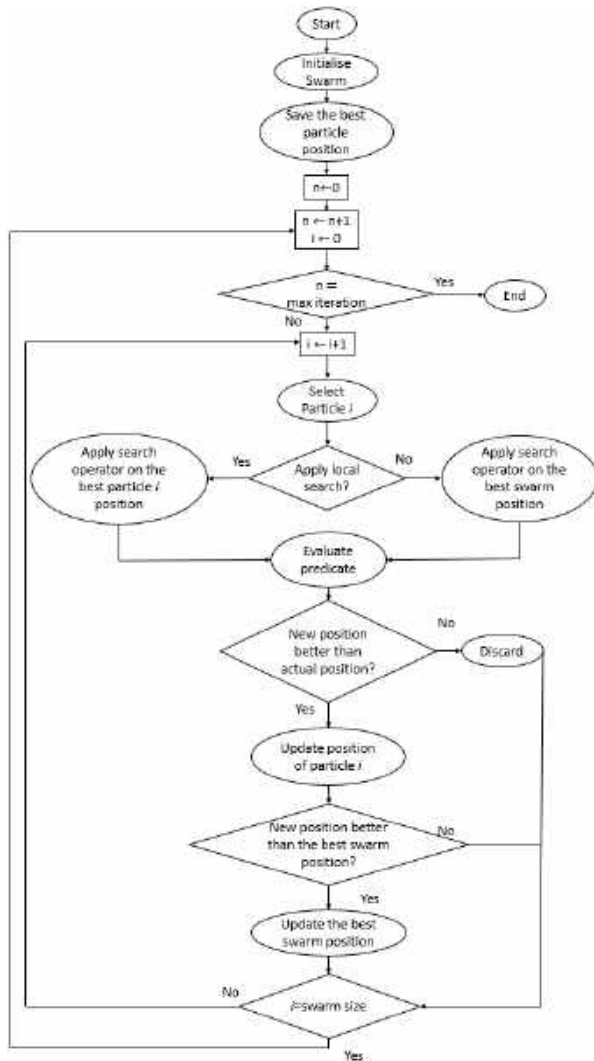 Start
Initialise
Swarm
Save the best
particle
position
n←0
n ← n+1
i ← 0
n =
max iteration
Yes
End
No
i ← i+1
Select
Particle i
Apply search
operator on the
best particle i
position
Yes
Apply local
search?
No
Apply search
operator on the
best swarm
position
Evaluate
predicate
New position
better than
actual position?
No
Discard
Yes
Update position
of particle i
New position better
than the best swarm
position?
No
Yes
Update the best
swarm position
No
i=swarm size
Yes